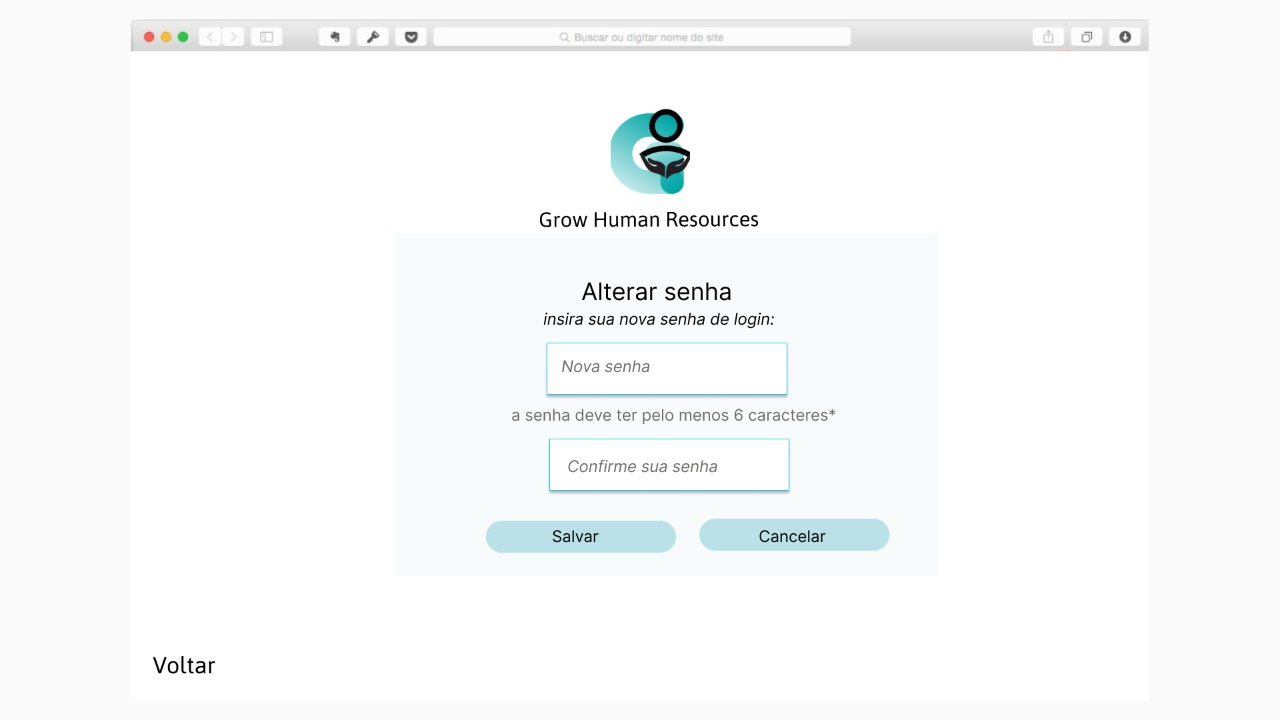 Buscar ou digitar nome do site
Grow Human Resources
Alterar senha
insira sua nova senha de login:
Nova senha
a senha deve ter pelo menos 6 caracteres*
Confirme sua senha
Salvar
Cancelar
Voltar